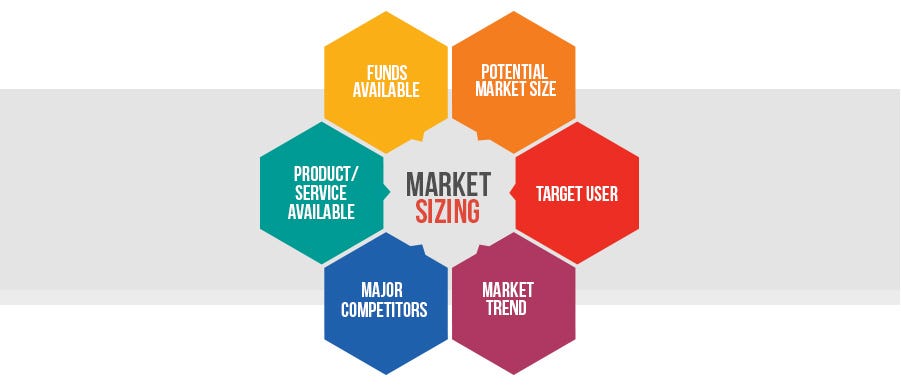 FUNDS
AVAILABLE
POTENTIAL
MARKET SIZE
PRODUCT/
SERVICE
AVAILABLE
MARKET
SIZING
TARGET USER
MAJOR
COMPETITORS
MARKET
TREND